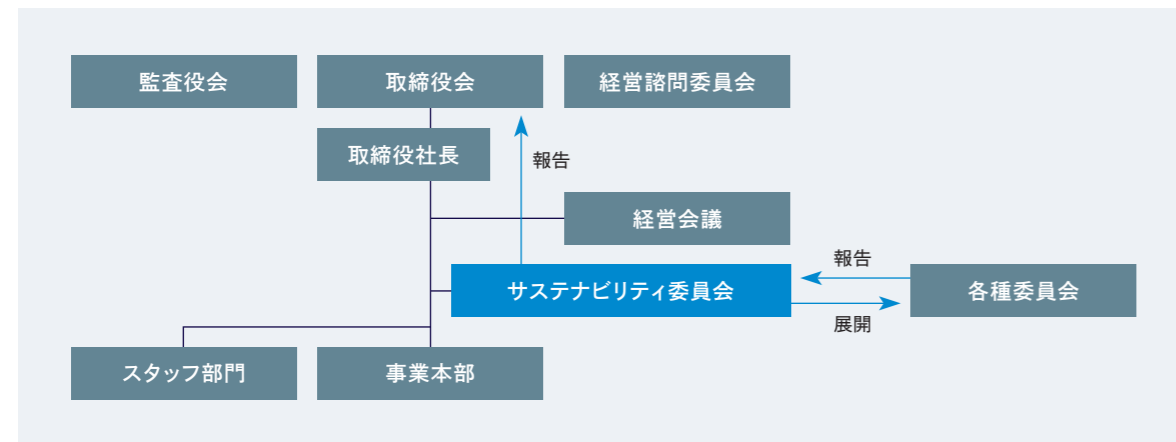 監査役会
取締役会
経営諮問委員会
取締役社長
報告
経営会議
サステナビリティ委員会
報告
展開
各種委員会
スタッフ部門
事業本部